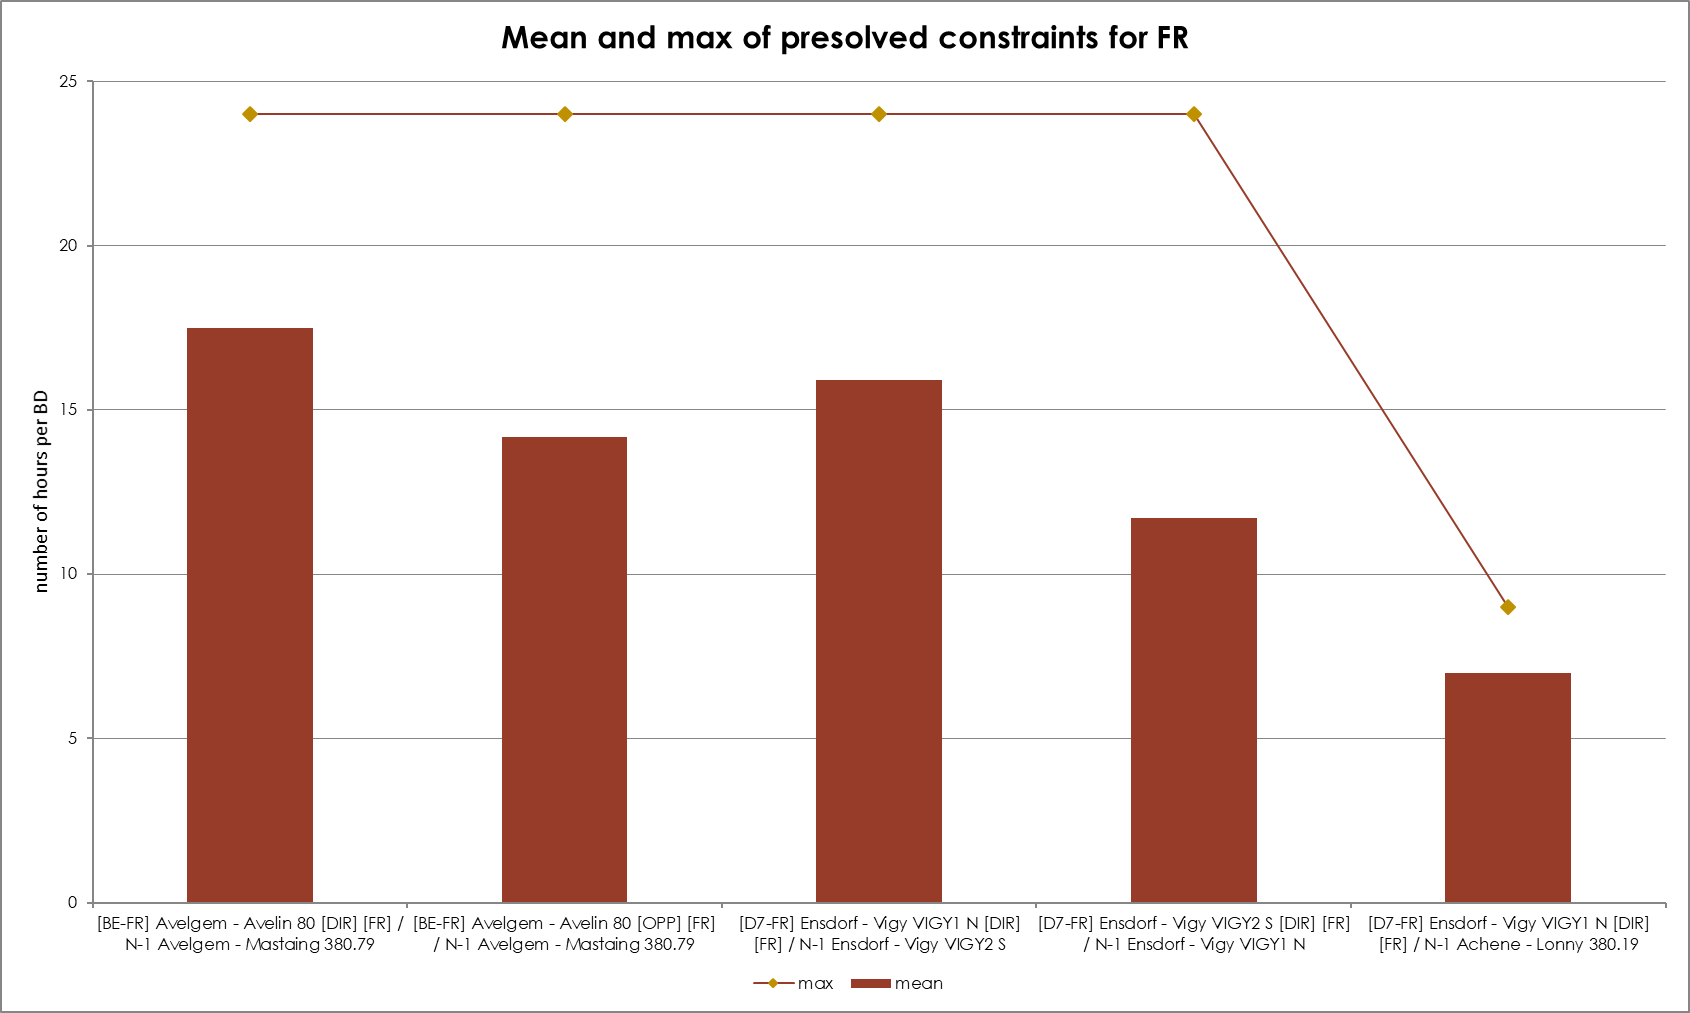 Mean and max of presolved constraints for FR
number of hours per BD
25
20
15
10
5
0
[BE-FR] Avelgem - Avelin 80 [DIR] [FR] /
N-1 Avelgem - Mastaing 380.79
[BE-FR] Avelgem - Avelin 80 [OPP] [FR]
/ N-1 Avelgem - Mastaing 380.79
[D7-FR] Ensdorf - Vigy VIGY1 N [DIR]
[FR] / N-1 Ensdorf - Vigy VIGY2 S
[D7-FR] Ensdorf - Vigy VIGY2 S [DIR] [FR]
/ N-1 Ensdorf - Vigy VIGY1 N
[D7-FR] Ensdorf - Vigy VIGY1 N [DIR]
[FR] / N-1 Achene - Lonny 380.19
max
mean